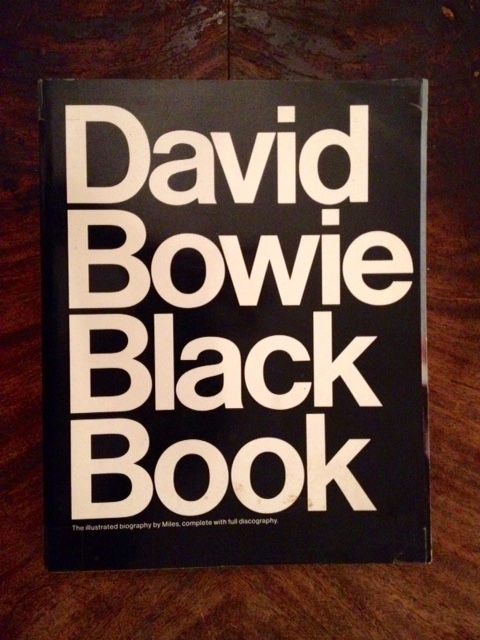 David
Bowie
Black
Book
The illustrated biography by Miles, complete with full discography.